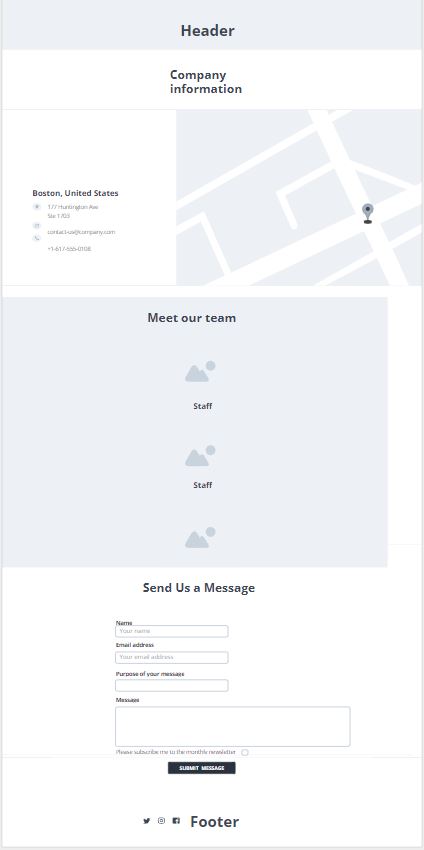 Header
Company
information
Boston, United States
177 Huntington Ave
Ste 1703
contact-us@company.com
+1-617-555-0108
Meet our team
Staff
Staff
Send Us a Message
Name
Your name
Email address
Your email address
Purpose of your message
Message
Please subscribe me to the monthly newsletter
SUBMIT MESSAGE
Footer